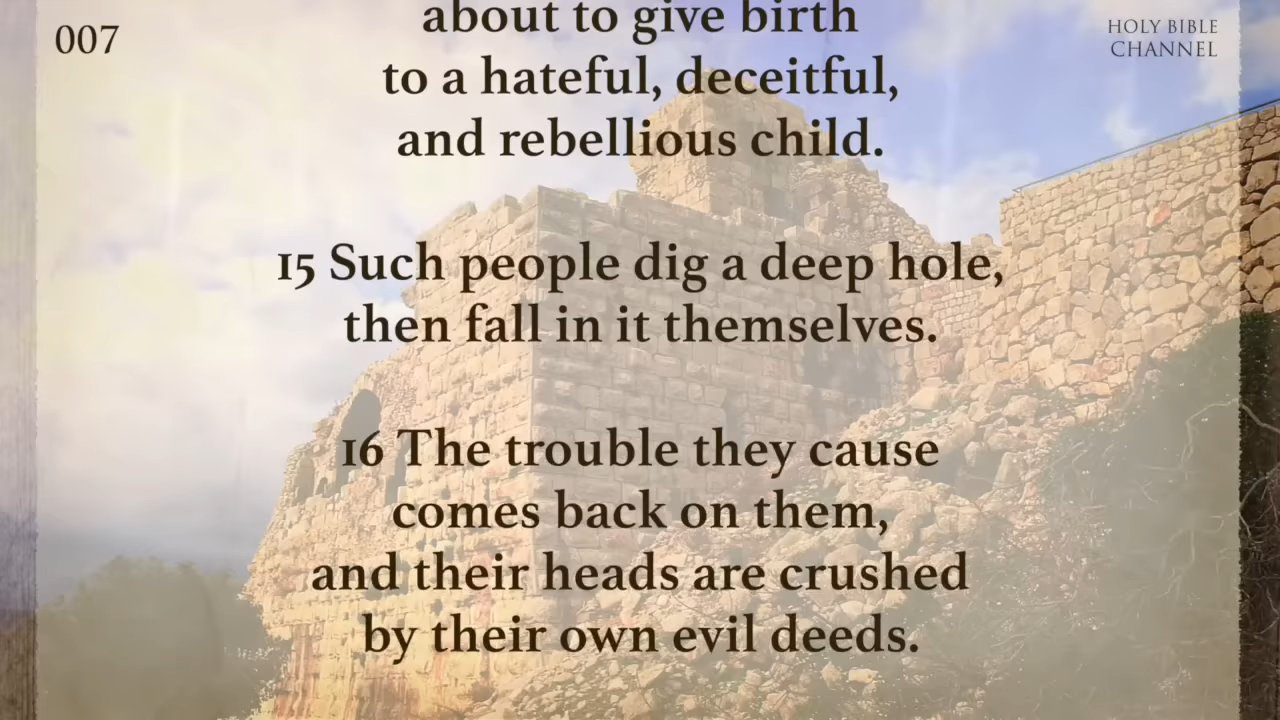 007
HOLY BIBLE
CHANNEL
about to give birth
to a hateful, deceitful,
and rebellious child.
15 Such people dig a deep hole,
then fall in it themselves.
16 The trouble they cause
comes back on them,
and their heads are crushed
by their own evil deeds.